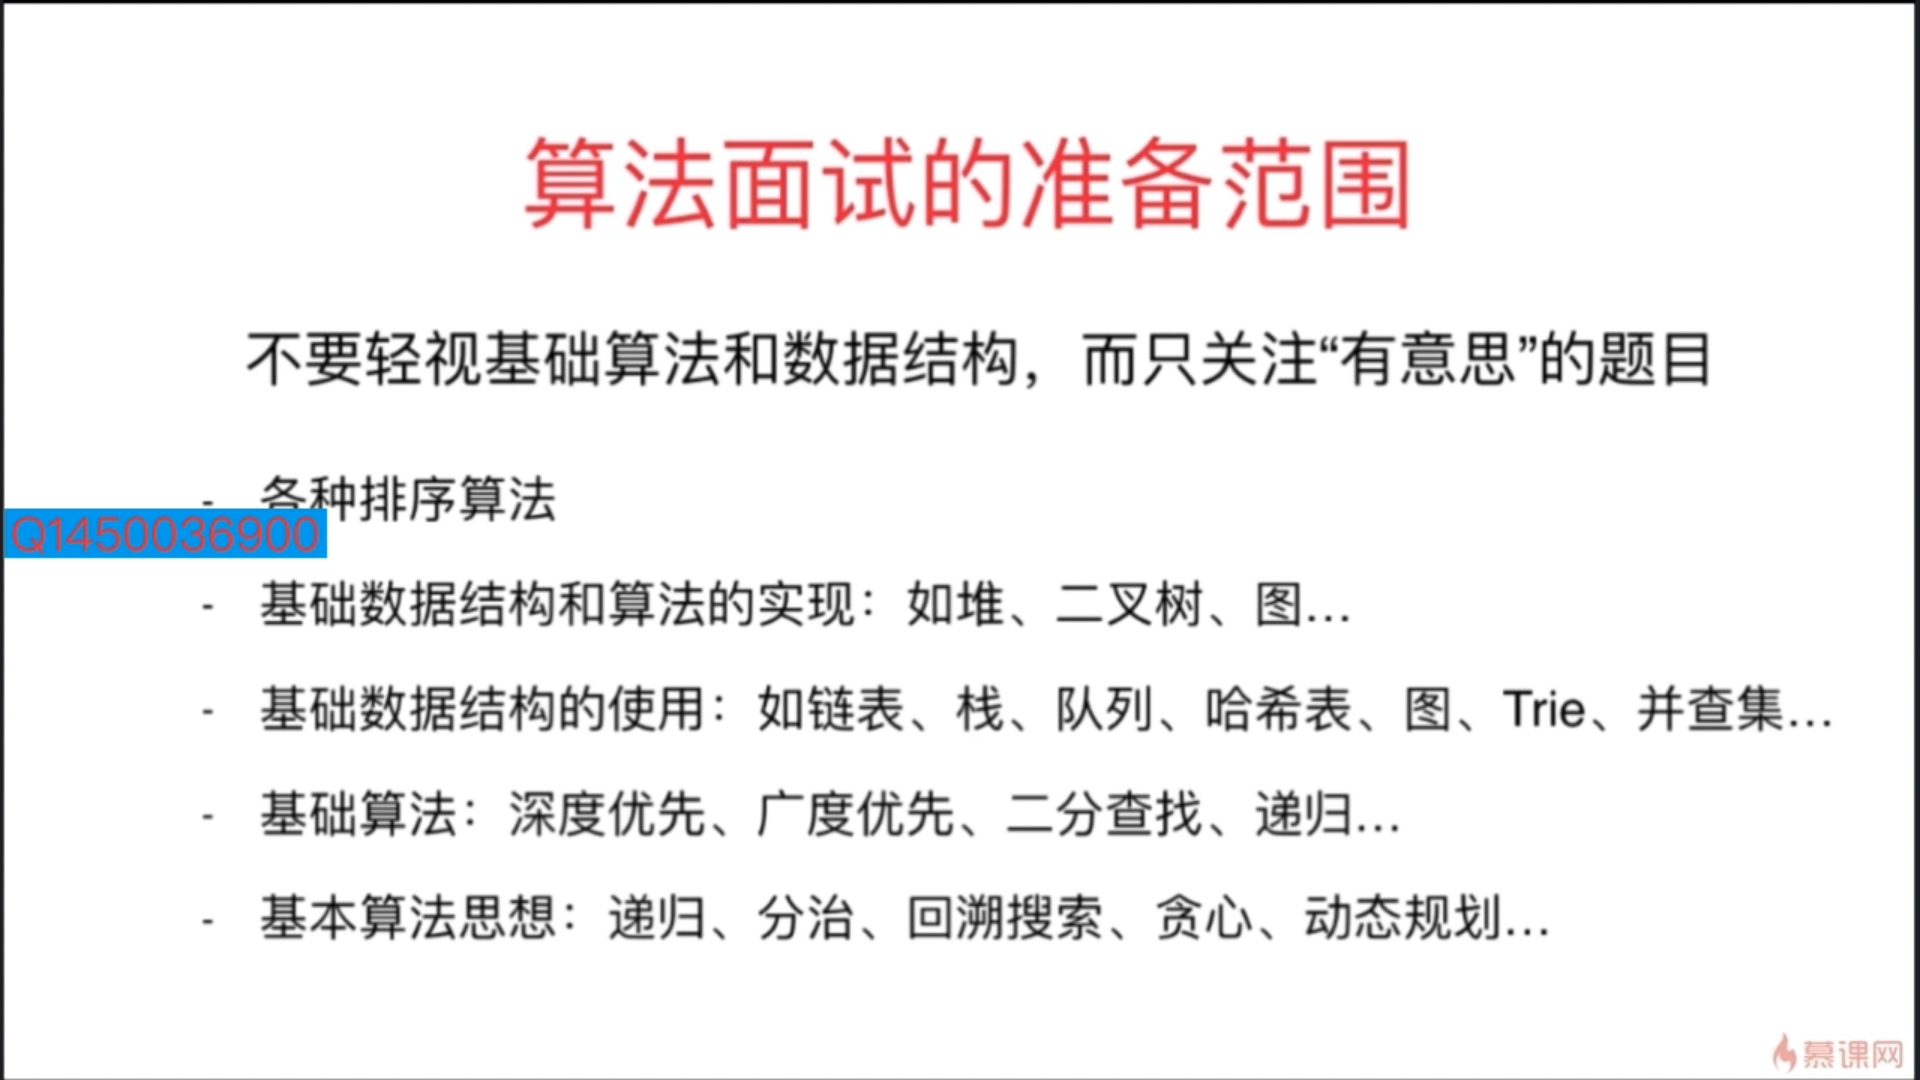 算法面试的准备范围
不要轻视基础算法和数据结构，而只关注“有意思”的题目
- 各种排序算法
Q1450036900
- 基础数据结构和算法的实现：如堆、二叉树、图…
- 基础数据结构的使用：如链表、栈、队列、哈希表、图、Trie、并查集…
- 基础算法：深度优先、广度优先、二分查找、递归…
- 基本算法思想：递归、分治、回溯搜索、贪心、动态规划…
慕课网